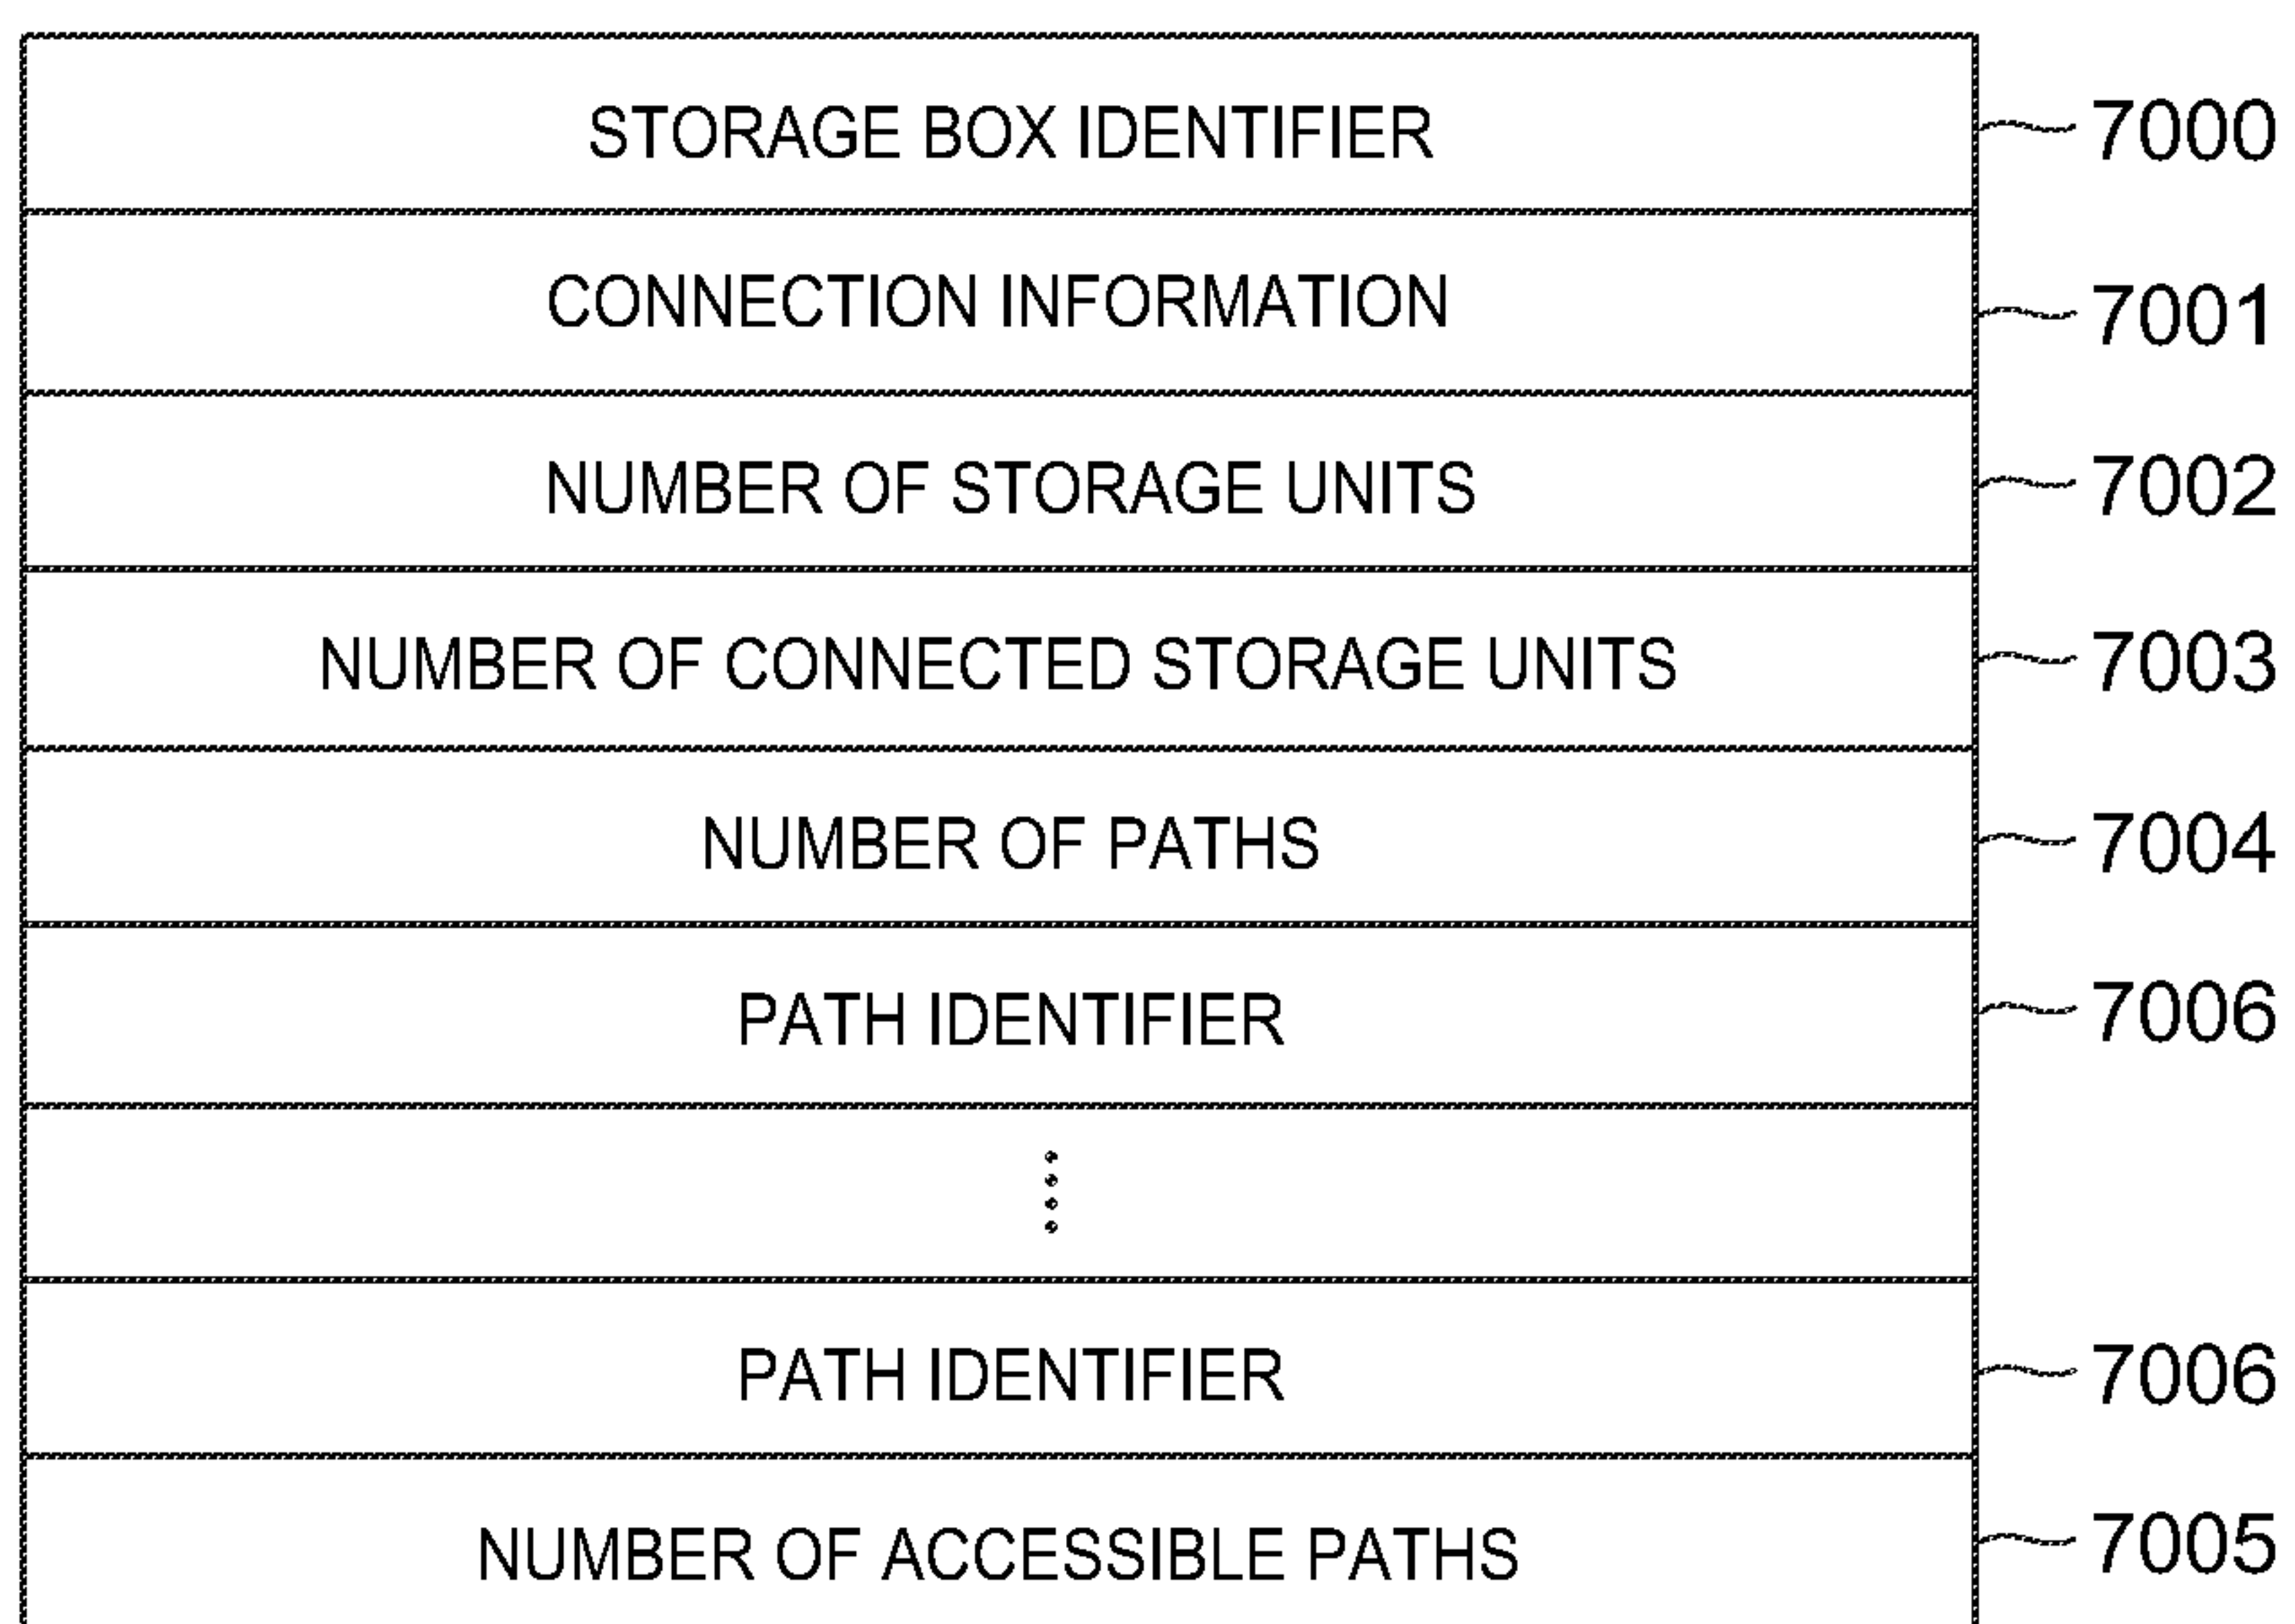 STORAGE BOX IDENTIFIER 7000
CONNECTION INFORMATION 7001
NUMBER OF STORAGE UNITS 7002
NUMBER OF CONNECTED STORAGE UNITS 7003
NUMBER OF PATHS 7004
PATH IDENTIFIER 7006
PATH IDENTIFIER 7006
NUMBER OF ACCESSIBLE PATHS 7005